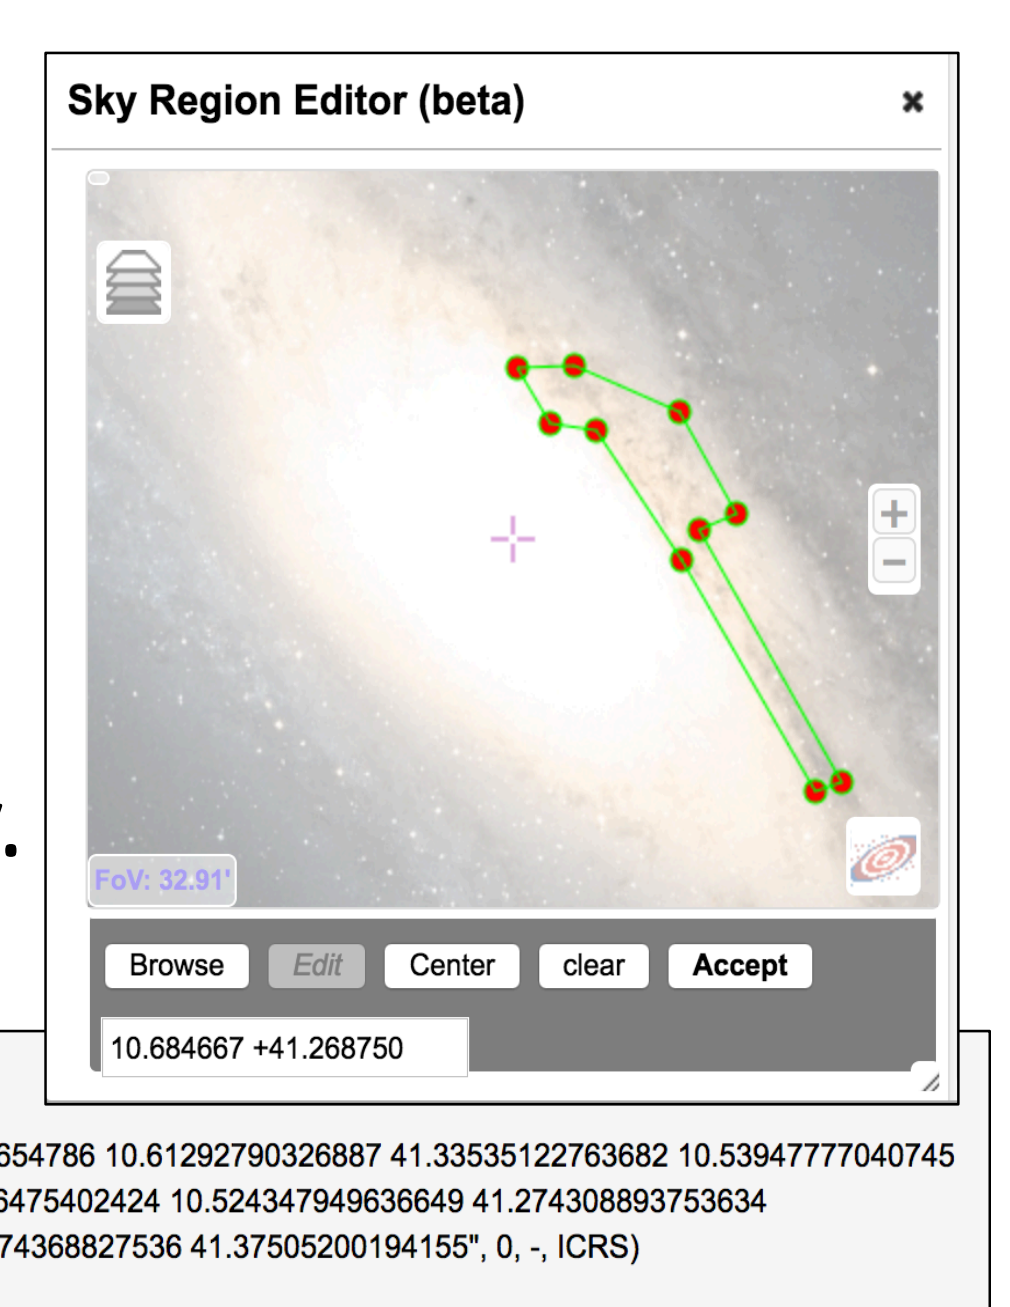 Sky Region Editor (beta)
FoV: 32.91'
Browse Edit Center clear Accept
10.684667 +41.268750
654786 10.61292790326887 41.33535122763682 10.53947777040745
6475402424 10.524347949636649 41.274308893753634
74368827536 41.37505200194155", 0, -, ICRS)